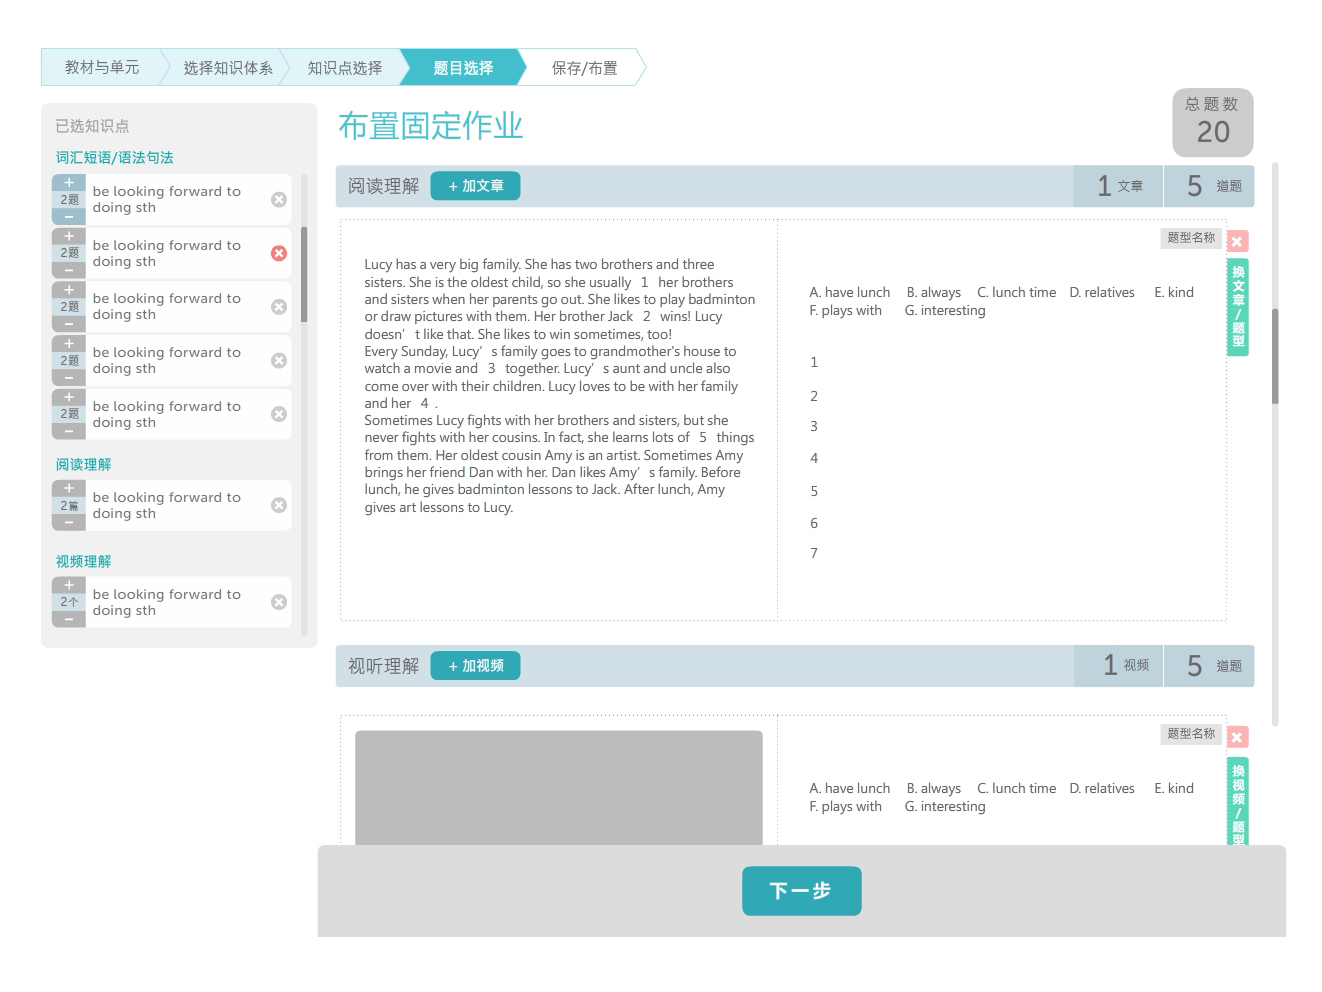 教材与单元
选择知识体系
知识点选择
题目选择
保存/布置
已选知识点
词汇短语/语法句法
+
2题
−
be looking forward to
doing sth
+
2题
−
be looking forward to
doing sth
+
2题
−
be looking forward to
doing sth
+
2题
−
be looking forward to
doing sth
+
2题
−
be looking forward to
doing sth
阅读理解
+
2篇
−
be looking forward to
doing sth
视频理解
+
2个
−
be looking forward to
doing sth
布置固定作业
总题数
20
阅读理解
+ 加文章
1 文章
5 道题
Lucy has a very big family. She has two brothers and three
sisters. She is the oldest child, so she usually 1 her brothers
and sisters when her parents go out. She likes to play badminton
or draw pictures with them. Her brother Jack 2 wins! Lucy
doesn' t like that. She likes to win sometimes, too!
Every Sunday, Lucy' s family goes to grandmother's house to
watch a movie and 3 together. Lucy' s aunt and uncle also
come over with their children. Lucy loves to be with her family
and her 4 .
Sometimes Lucy fights with her brothers and sisters, but she
never fights with her cousins. In fact, she learns lots of 5 things
from them. Her oldest cousin Amy is an artist. Sometimes Amy
brings her friend Dan with her. Dan likes Amy' s family. Before
lunch, he gives badminton lessons to Jack. After lunch, Amy
gives art lessons to Lucy.
题型名称
换文章/题型
A. have lunch B. always C. lunch time D. relatives E. kind
F. plays with G. interesting
1
2
3
4
5
6
7
视听理解
+ 加视频
1 视频
5 道题
题型名称
换视频/题型
A. have lunch B. always C. lunch time D. relatives E. kind
F. plays with G. interesting
下一步